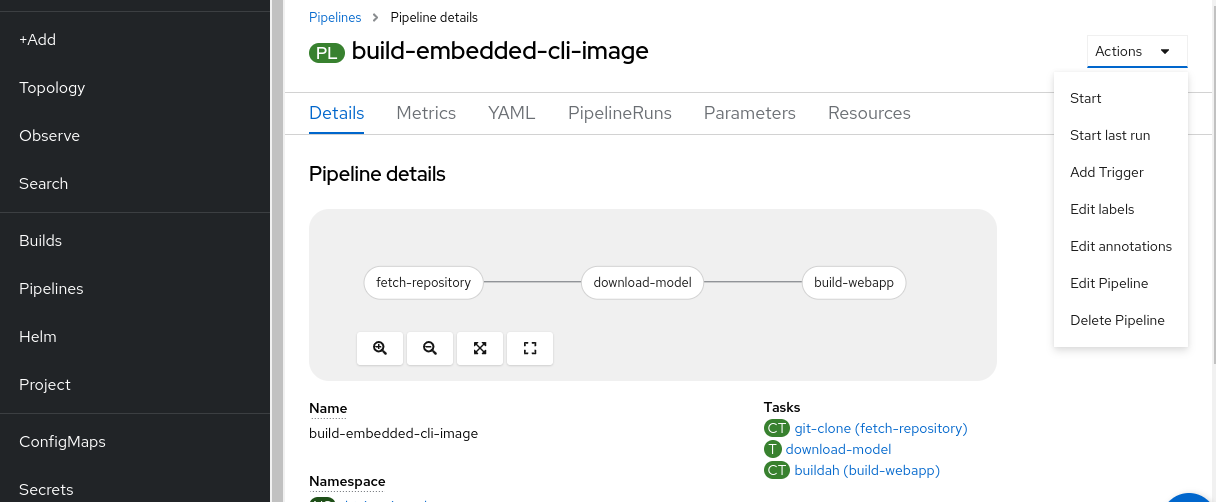 +Add
Topology
Observe
Search
Builds
Pipelines
Helm
Project
ConfigMaps
Secrets
Pipelines > Pipeline details
PL build-embedded-cli-image
Actions
Start
Start last run
Add Trigger
Edit labels
Edit annotations
Edit Pipeline
Delete Pipeline
Details Metrics YAML PipelineRuns Parameters Resources
Pipeline details
fetch-repository download-model build-webapp
Name
build-embedded-cli-image
Namespace
Tasks
CT git-clone (fetch-repository)
T download-model
CT buildah (build-webapp)